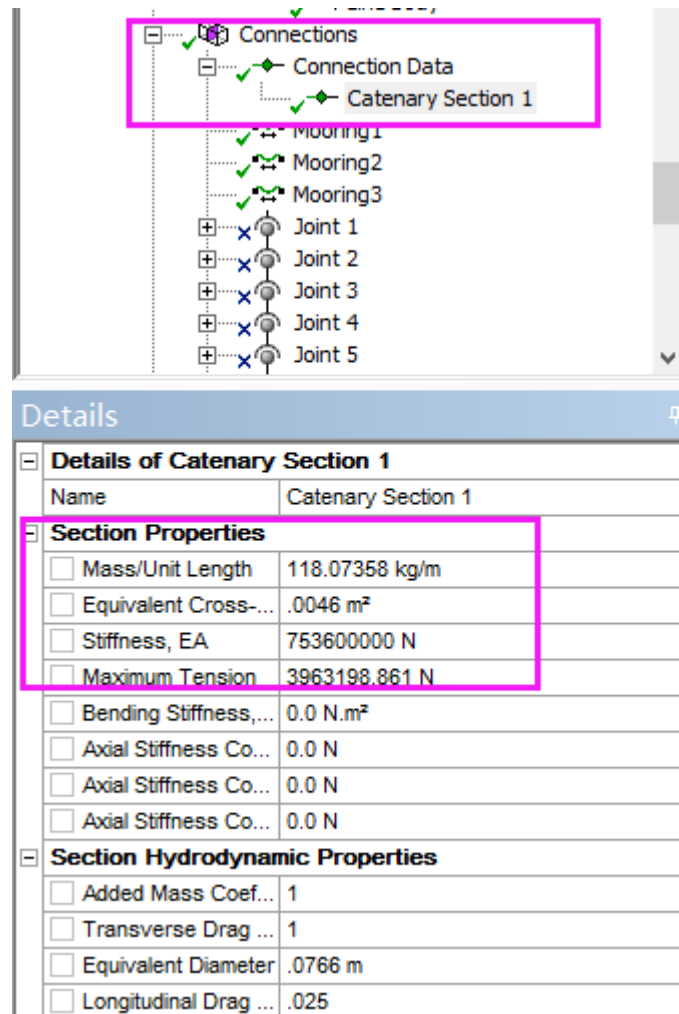 Connections
Connection Data
Catenary Section 1
Mooring1
Mooring2
Mooring3
Joint 1
Joint 2
Joint 3
Joint 4
Joint 5
Details
Details of Catenary Section 1
Name Catenary Section 1
Section Properties
Mass/Unit Length 118.07358 kg/m
Equivalent Cross-... .0046 m²
Stiffness, EA 753600000 N
Maximum Tension 3963198.861 N
Bending Stiffness,... 0.0 N.m²
Axial Stiffness Co... 0.0 N
Axial Stiffness Co... 0.0 N
Axial Stiffness Co... 0.0 N
Section Hydrodynamic Properties
Added Mass Coef... 1
Transverse Drag ... 1
Equivalent Diameter .0766 m
Longitudinal Drag ... .025